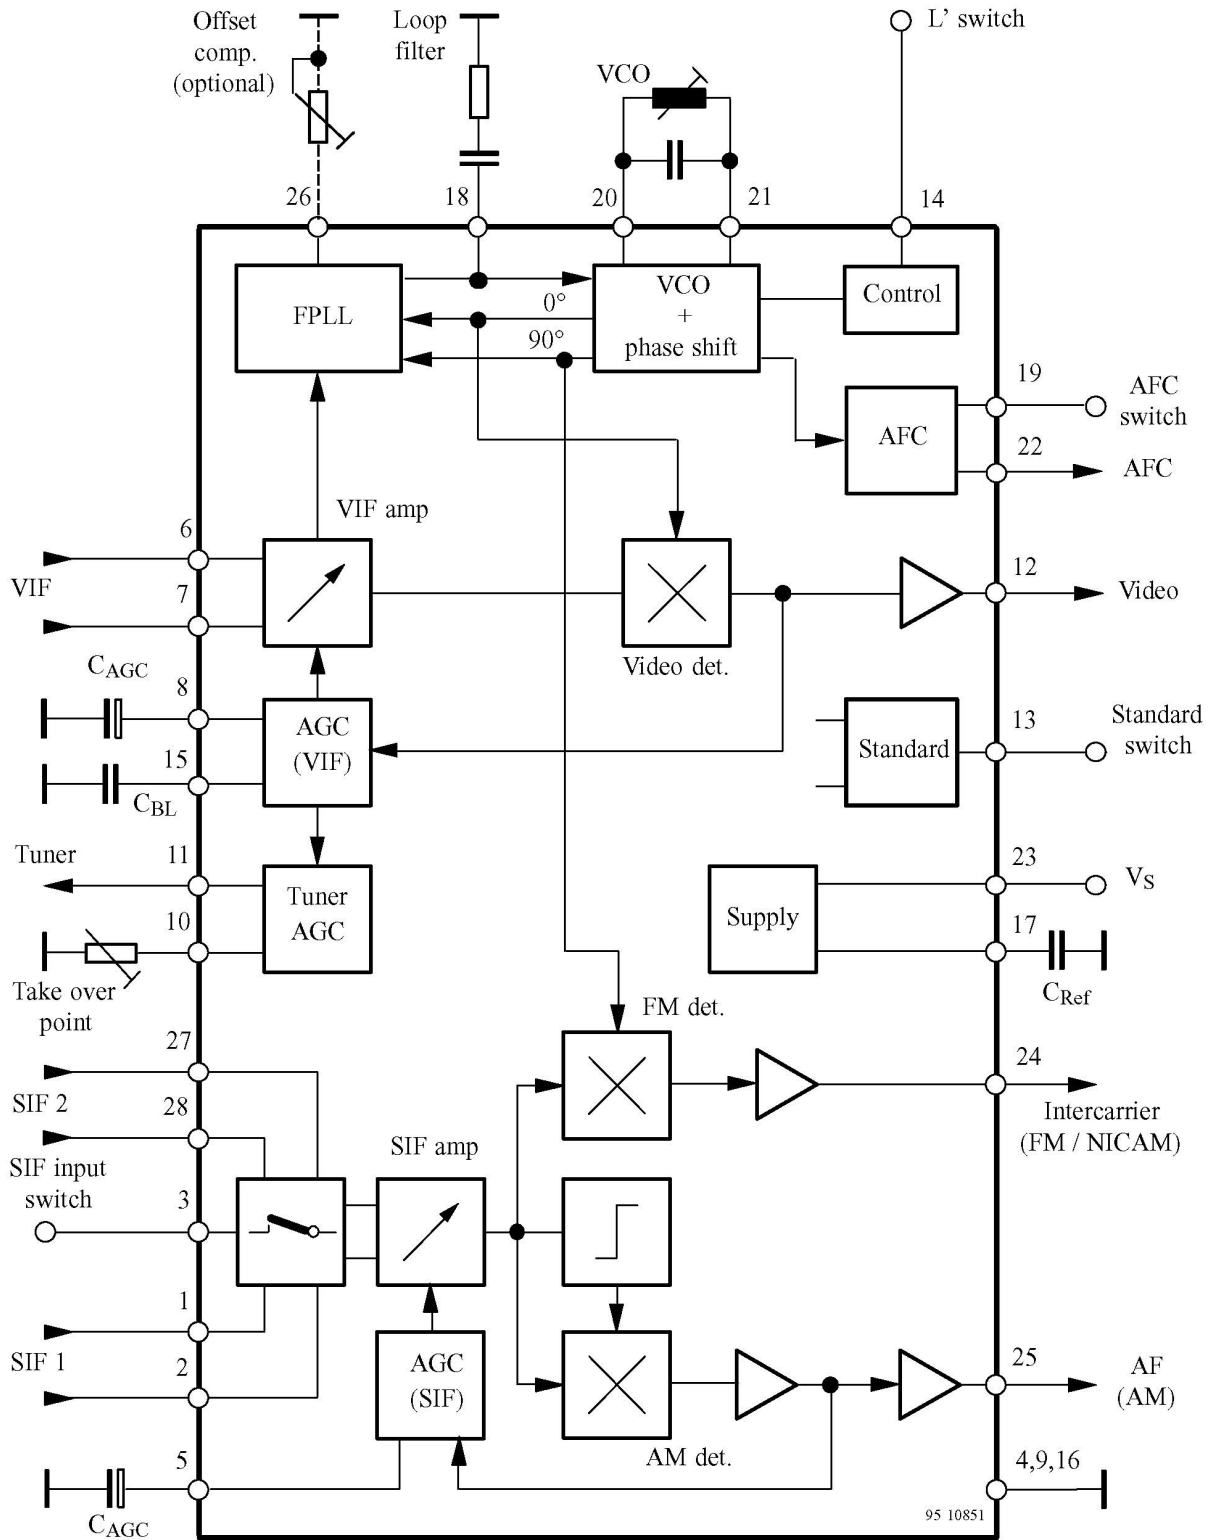 Offset
comp.
(optional)
Loop
filter
VCO
L' switch
26
18
20
21
14
FPLL
0°
90°
VCO
+
phase shift
Control
19
AFC
switch
AFC
22
AFC
VIF amp
6
VIF
7
12
Video
Video det.
CAGC
8
AGC
(VIF)
15
CBL
13
Standard
switch
Standard
Tuner
11
Tuner
AGC
10
Take over
point
Supply
23
VS
17
CRef
FM det.
27
SIF 2
28
24
Intercarrier
(FM / NICAM)
SIF input
switch
3
SIF amp
1
SIF 1
2
AGC
(SIF)
AM det.
25
AF
(AM)
5
CAGC
4,9,16
95 10851